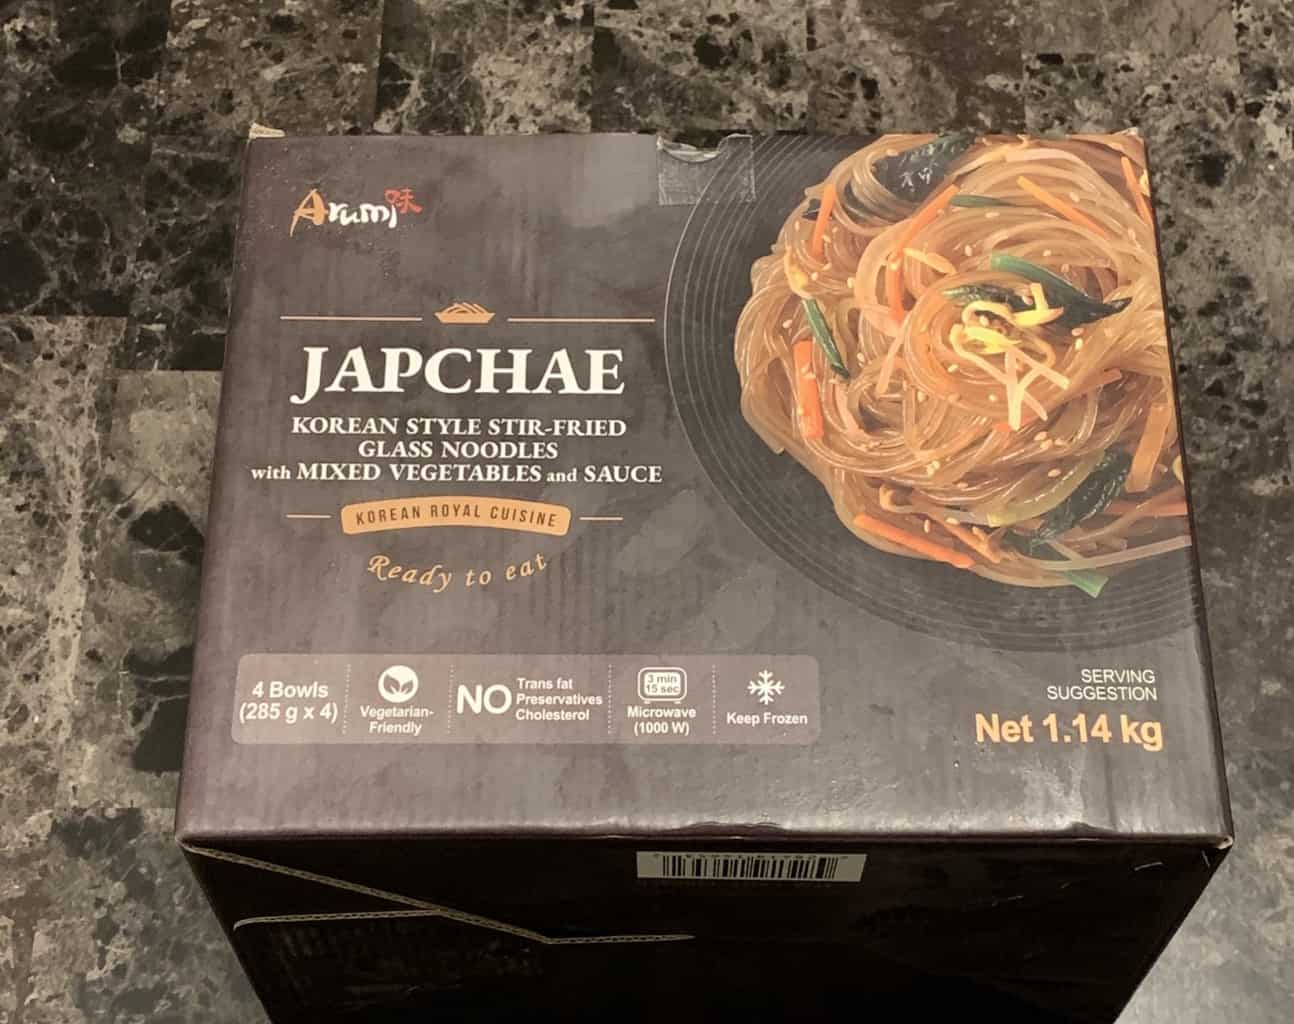 Arumi味
JAPCHAE
KOREAN STYLE STIR-FRIED
GLASS NOODLES
with MIXED VEGETABLES and SAUCE
KOREAN ROYAL CUISINE
Ready to eat
4 Bowls
(285 g x 4)
Vegetarian-
Friendly
NO
Trans fat
Preservatives
Cholesterol
3 min
15 sec
Microwave
(1000 W)
Keep Frozen
SERVING
SUGGESTION
Net 1.14 kg